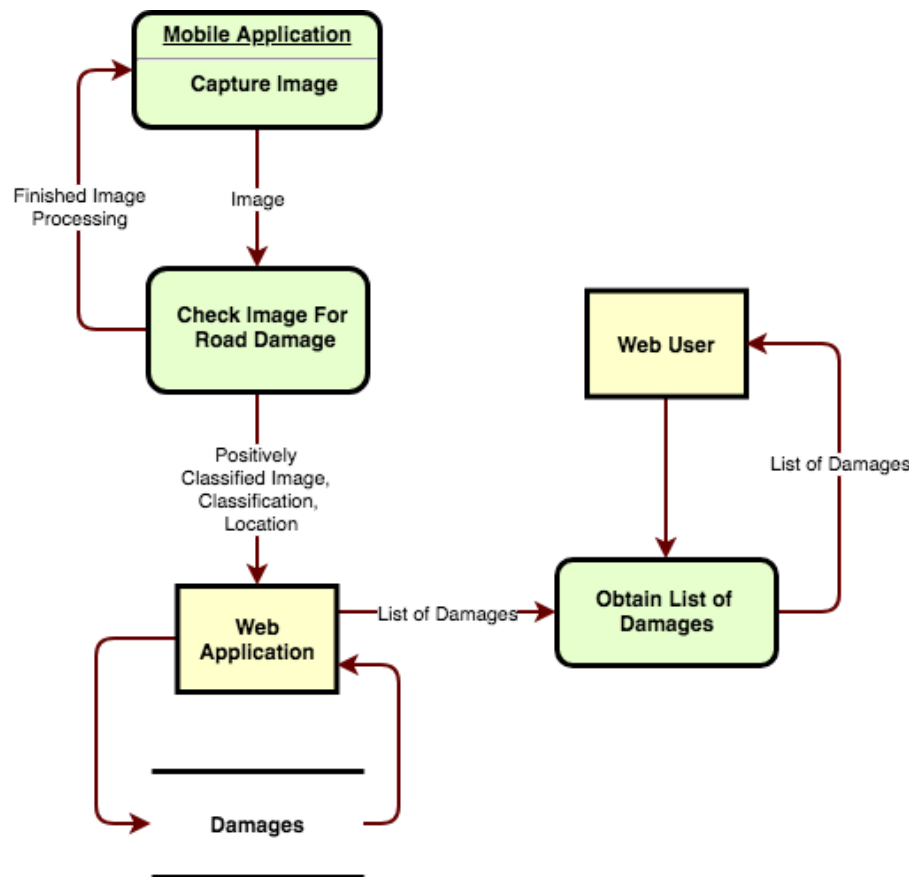 Mobile Application
Capture Image
Finished Image
Processing
Image
Check Image For
Road Damage
Web User
Positively
Classified Image,
Classification,
Location
List of Damages
Web
Application
List of Damages
Obtain List of
Damages
Damages